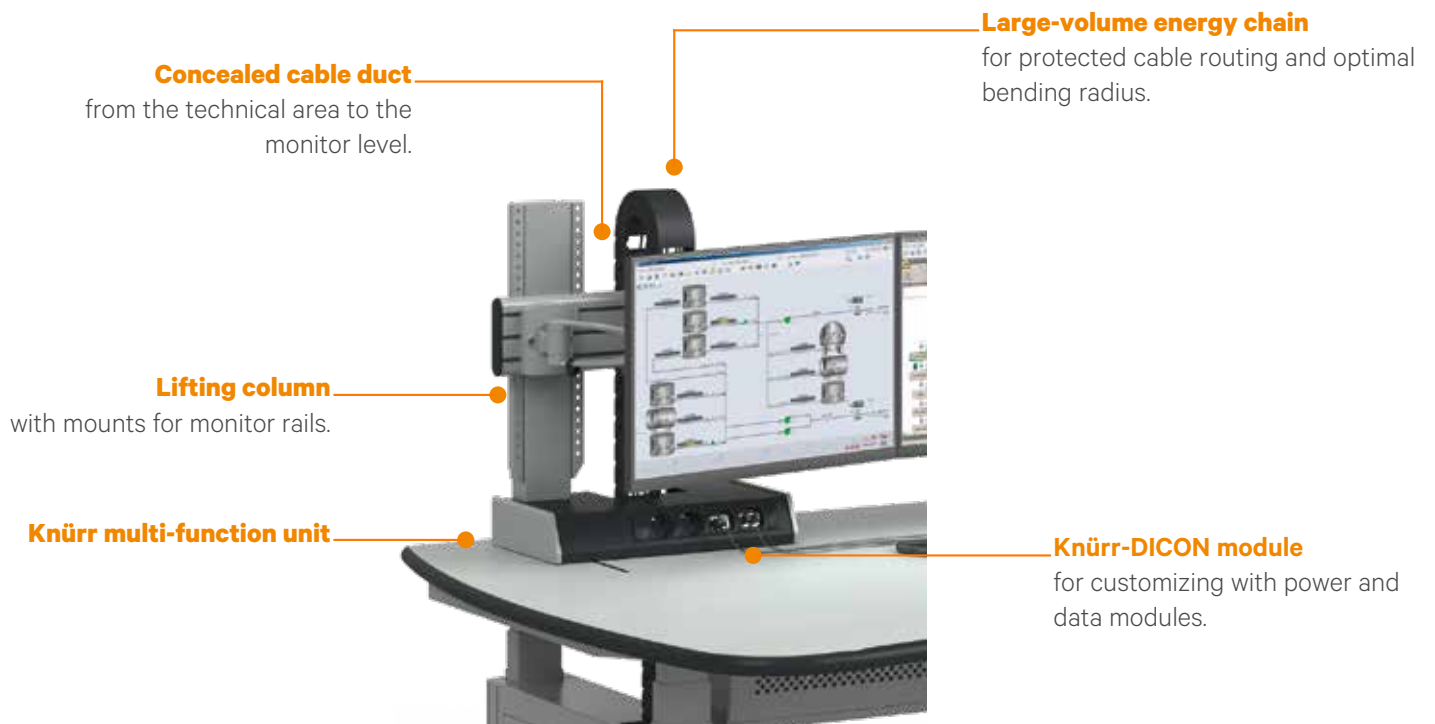 Large-volume energy chain
for protected cable routing and optimal
bending radius.
Concealed cable duct
from the technical area to the
monitor level.
Lifting column
with mounts for monitor rails.
Knürr multi-function unit
Knürr-DICON module
for customizing with power and
data modules.